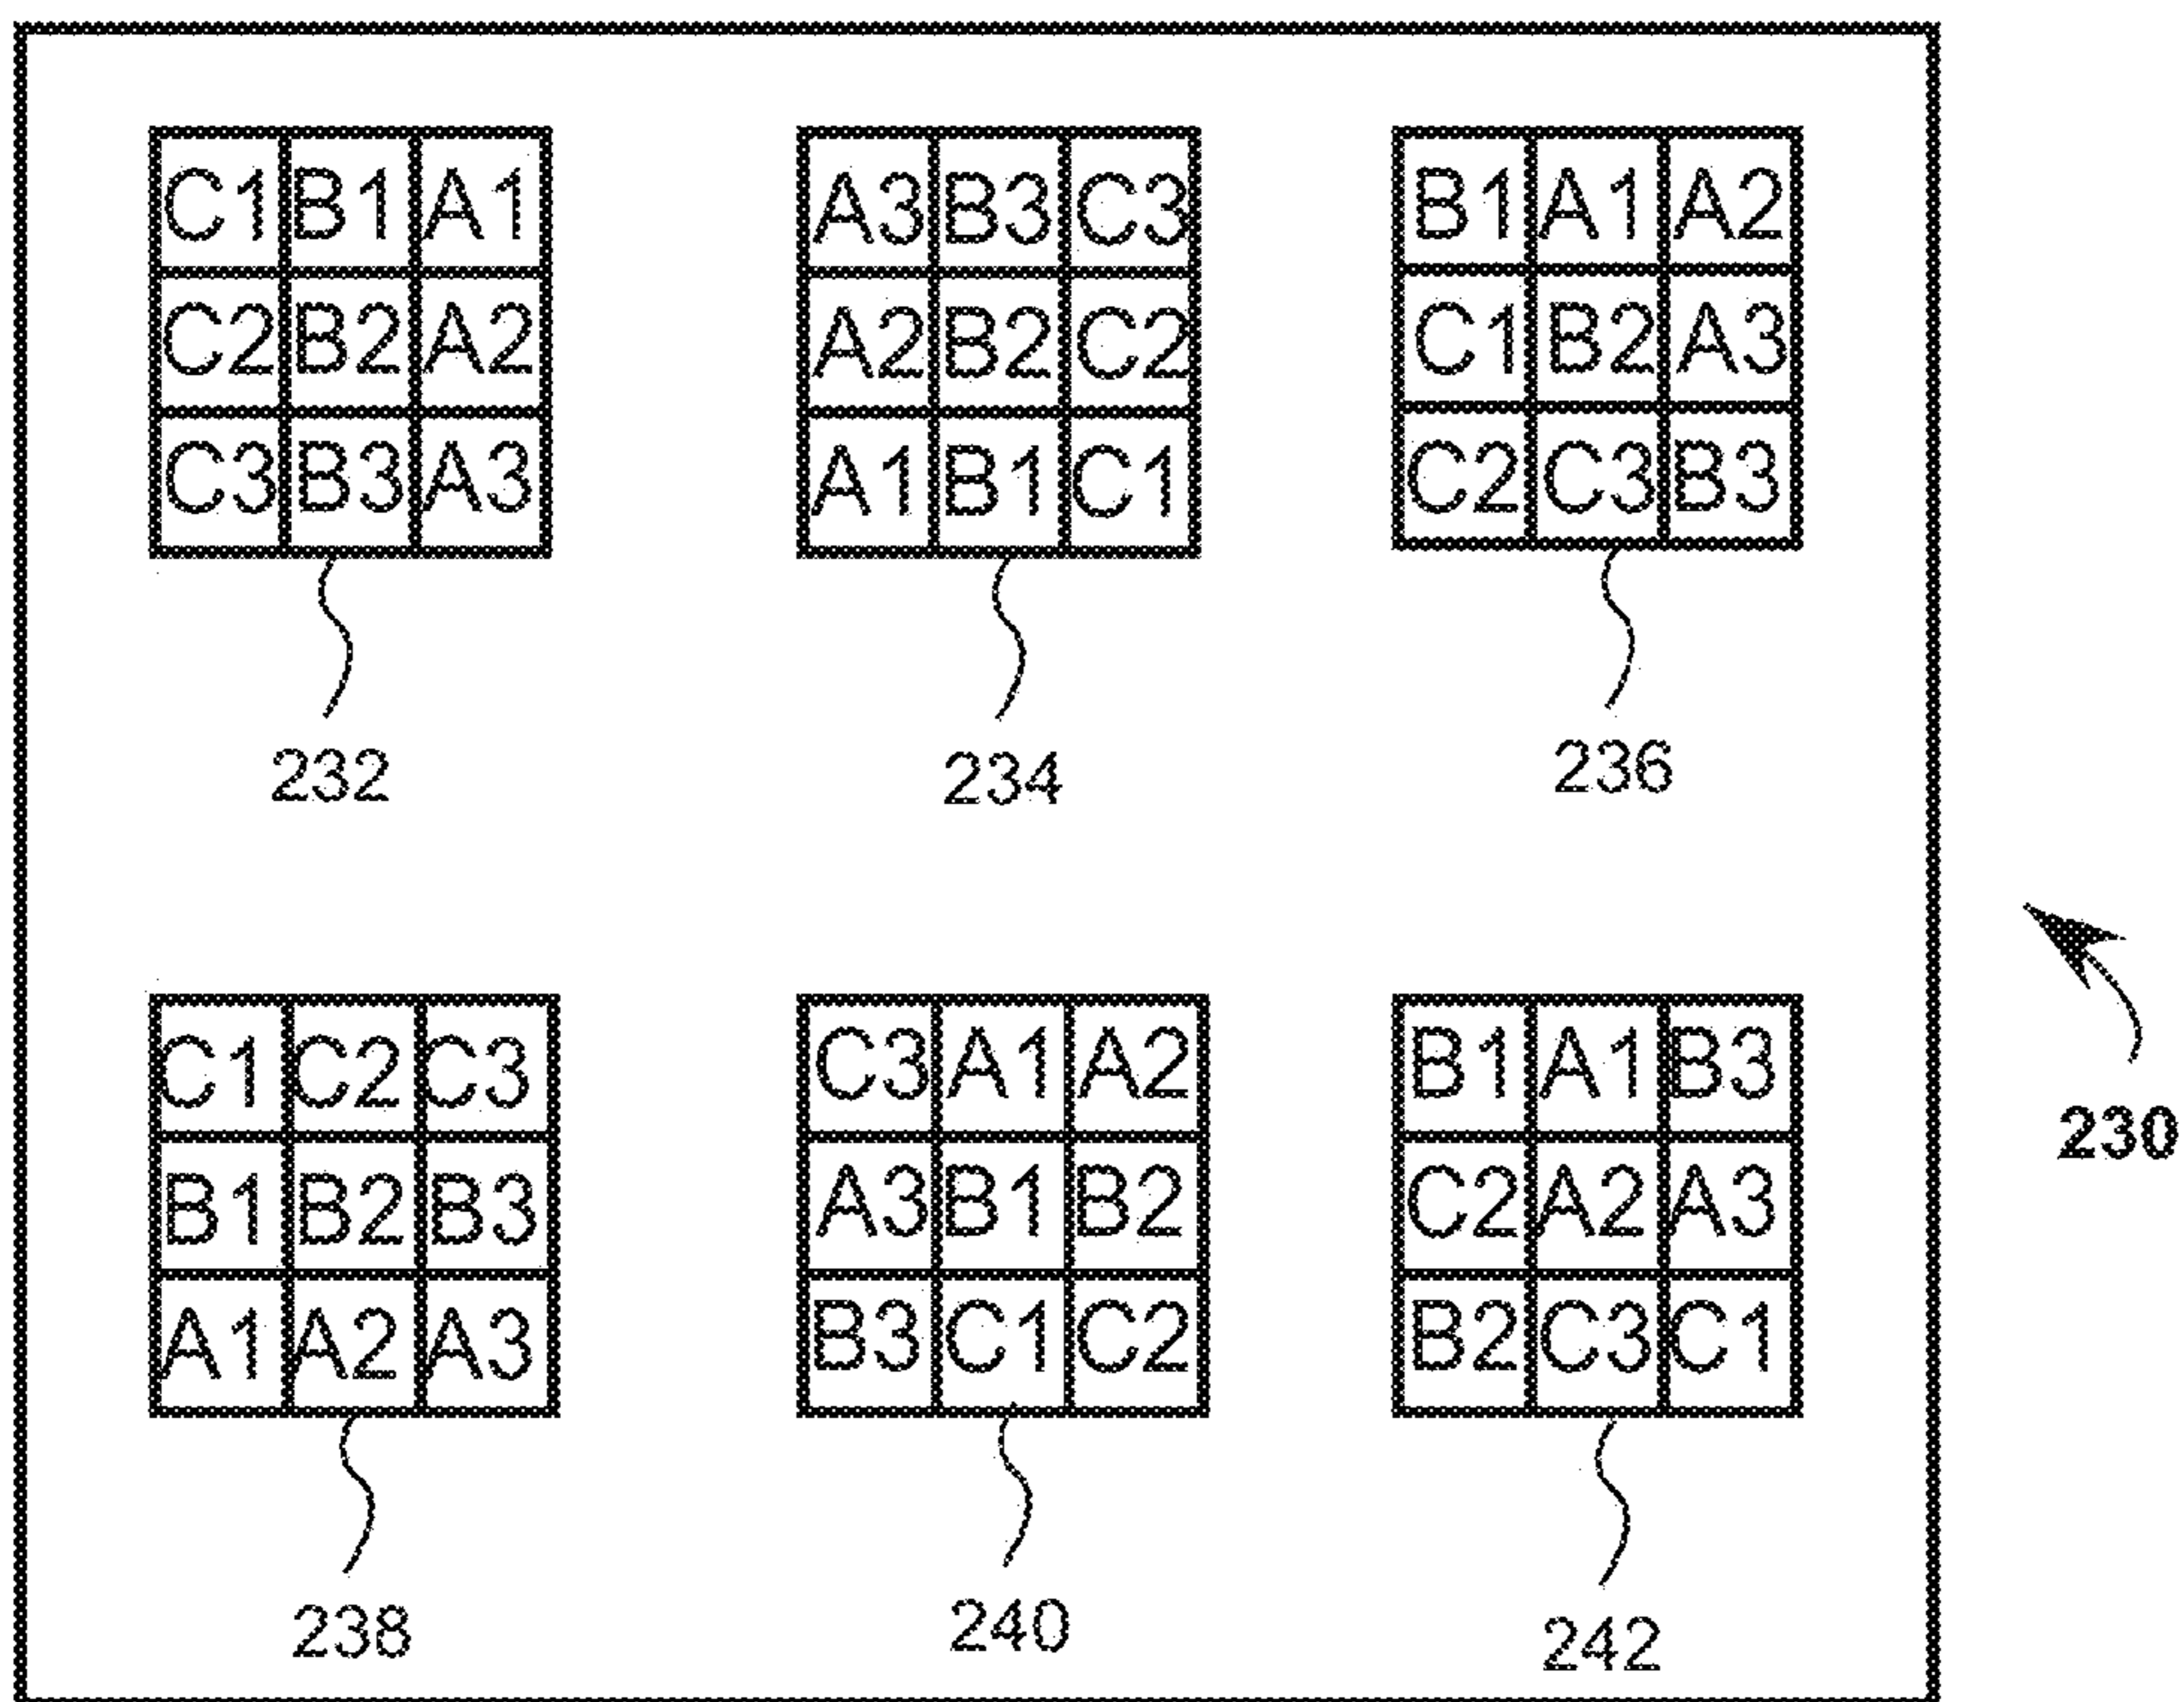 C1 B1 A1
C2 B2 A2
C3 B3 A3
232
A3 B3 C3
A2 B2 C2
A1 B1 C1
234
B1 A1 A2
C1 B2 A3
C2 C3 B3
236
C1 C2 C3
B1 B2 B3
A1 A2 A3
238
C3 A1 A2
A3 B1 B2
B3 C1 C2
240
B1 A1 B3
C2 A2 A3
B2 C3 C1
242
230